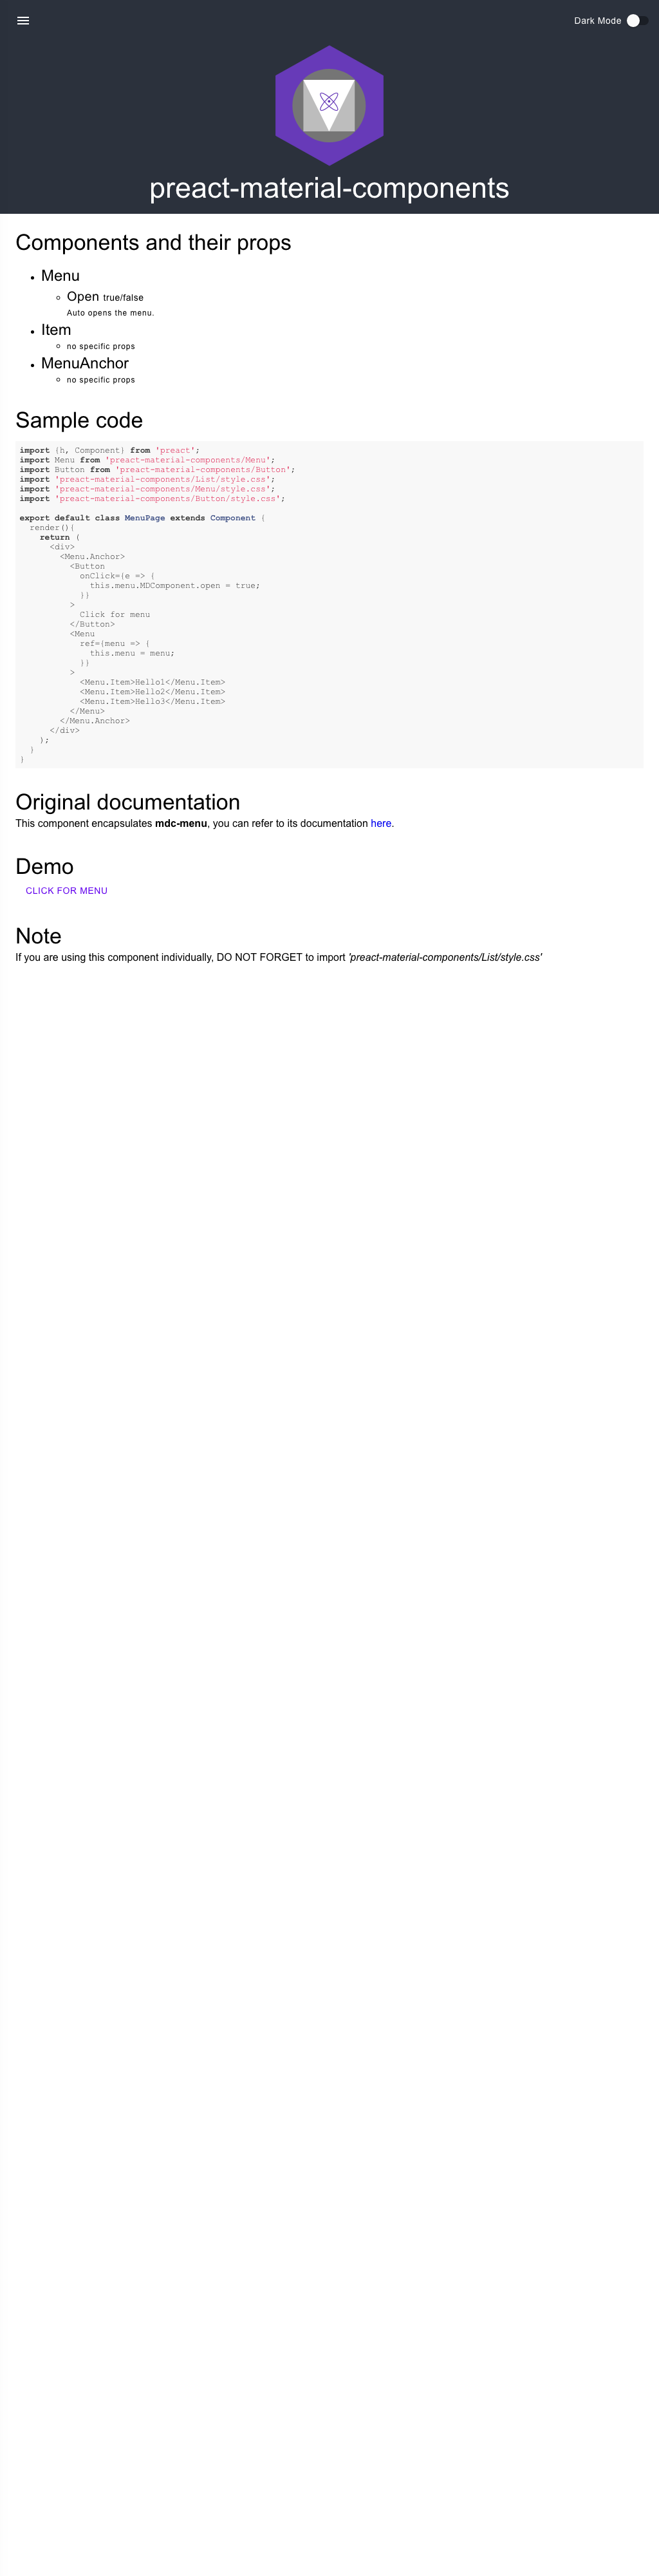 Dark Mode
preact-material-components
Components and their props
Menu
Open true/false
Auto opens the menu.
Item
no specific props
MenuAnchor
no specific props
Sample code
import {h, Component} from 'preact';
import Menu from 'preact-material-components/Menu';
import Button from 'preact-material-components/Button';
import 'preact-material-components/List/style.css';
import 'preact-material-components/Menu/style.css';
import 'preact-material-components/Button/style.css';
export default class MenuPage extends Component {
render(){
return (
<div>
<Menu.Anchor>
<Button
onClick={e => {
this.menu.MDComponent.open = true;
}}
>
Click for menu
</Button>
<Menu
ref={menu => {
this.menu = menu;
}}
>
<Menu.Item>Hello1</Menu.Item>
<Menu.Item>Hello2</Menu.Item>
<Menu.Item>Hello3</Menu.Item>
</Menu>
</Menu.Anchor>
</div>
);
}
}
Original documentation
This component encapsulates mdc-menu, you can refer to its documentation here.
Demo
CLICK FOR MENU
Note
If you are using this component individually, DO NOT FORGET to import 'preact-material-components/List/style.css'